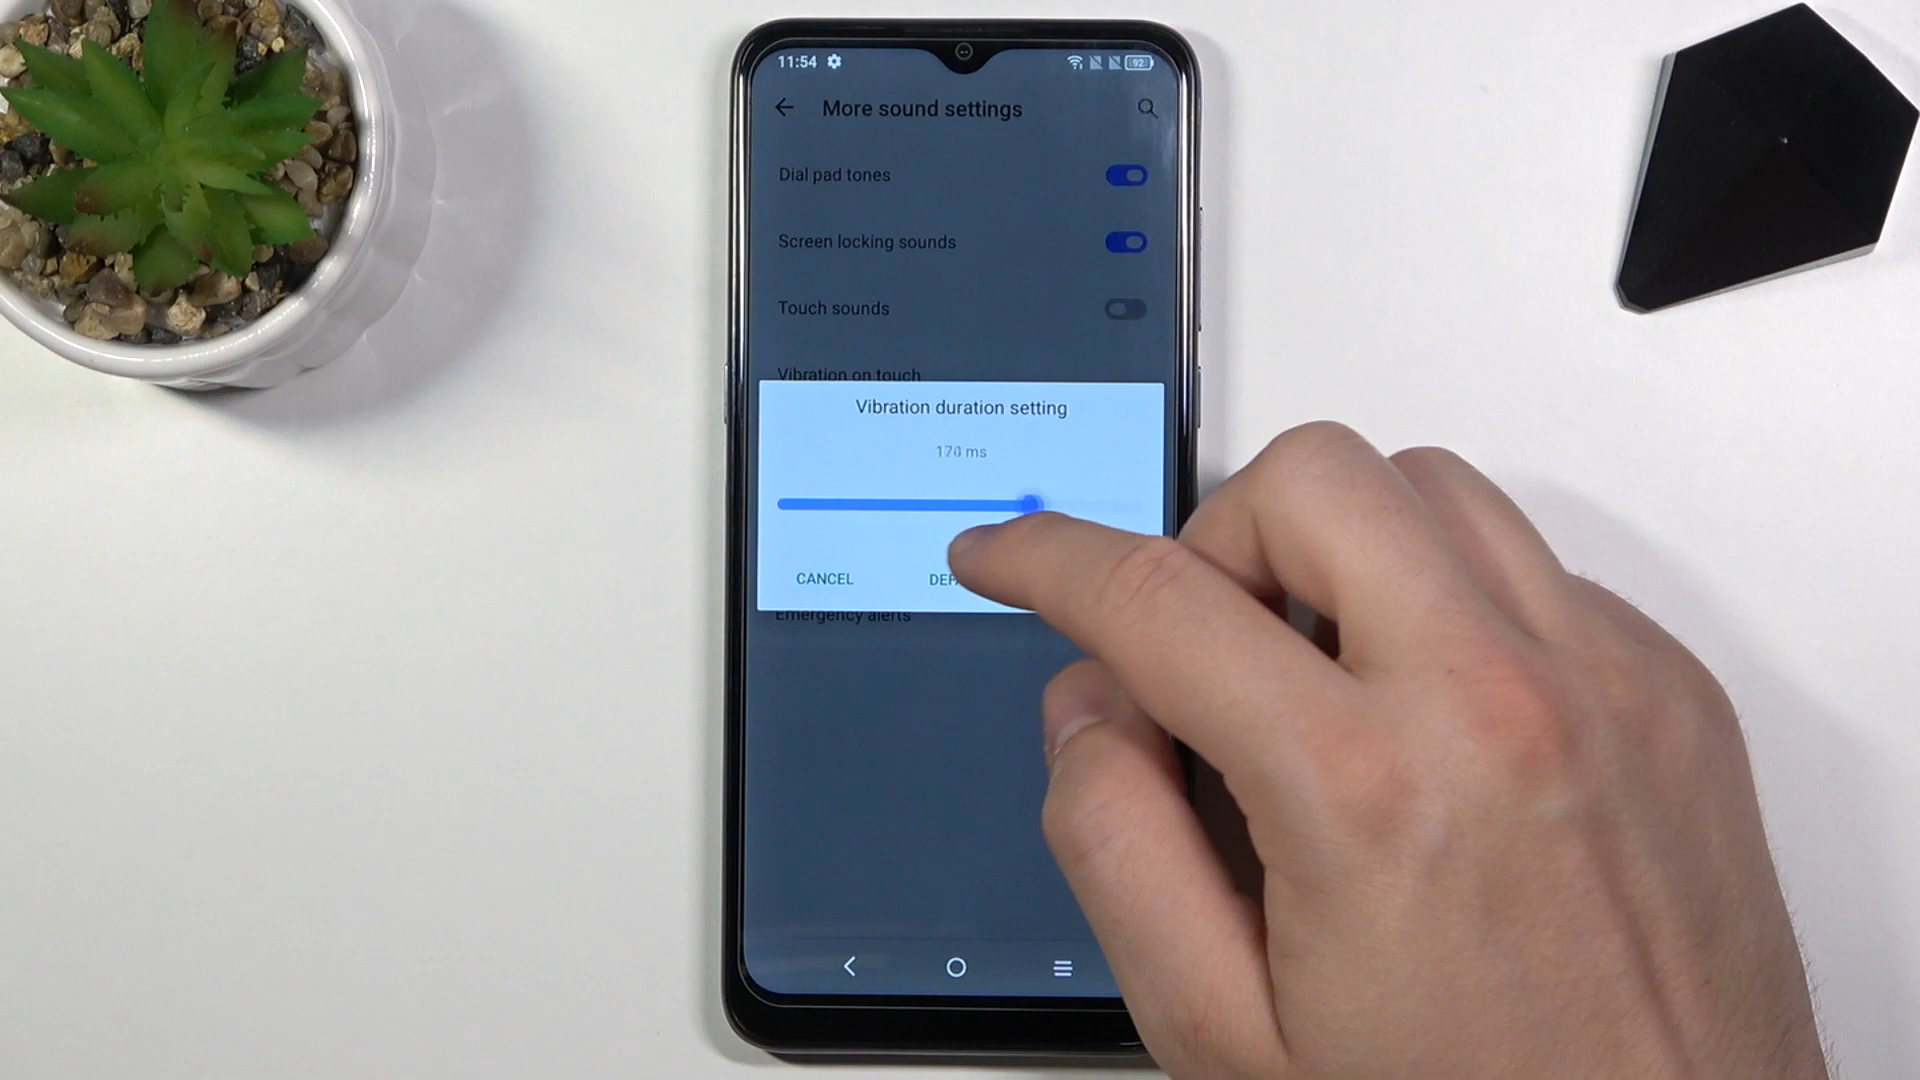 11:54
92
More sound settings
Dial pad tones
Screen locking sounds
Touch sounds
Vibration on touch
Vibration duration setting
ms
CANCEL
Emergency alerts